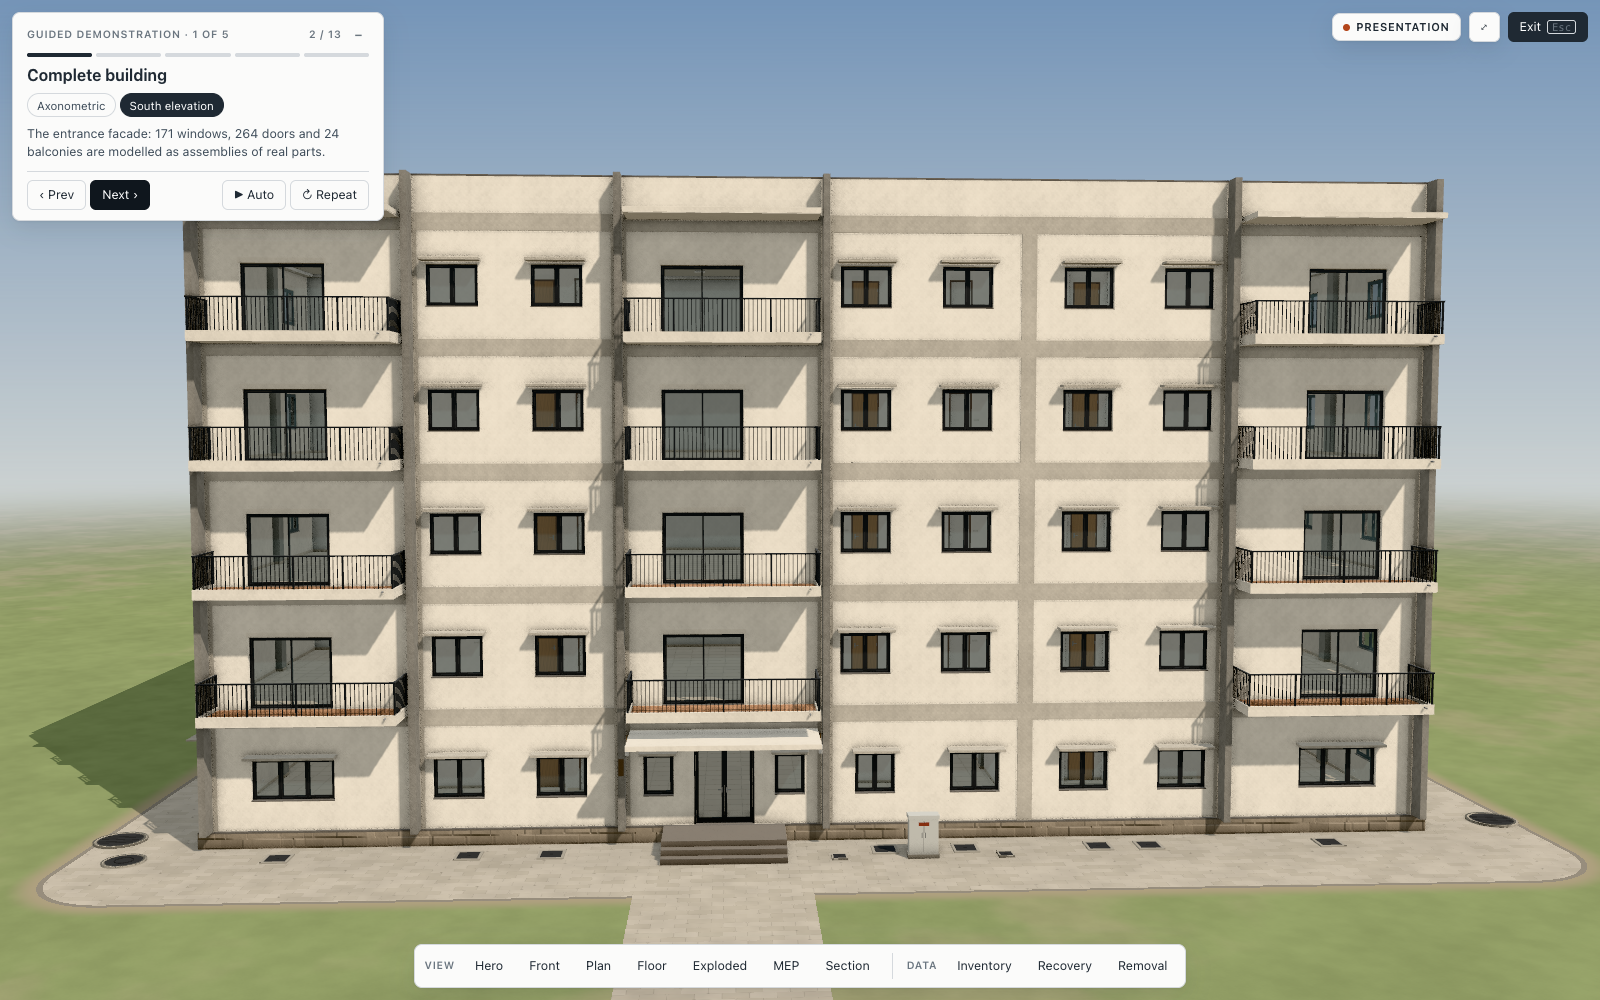 GUIDED DEMONSTRATION · 1 OF 5 2 / 13 –
Complete building
Axonometric South elevation
The entrance facade: 171 windows, 264 doors and 24
balconies are modelled as assemblies of real parts.
‹ Prev Next › ▶ Auto ↻ Repeat
PRESENTATION
Exit Esc
VIEW Hero Front Plan Floor Exploded MEP Section DATA Inventory Recovery Removal